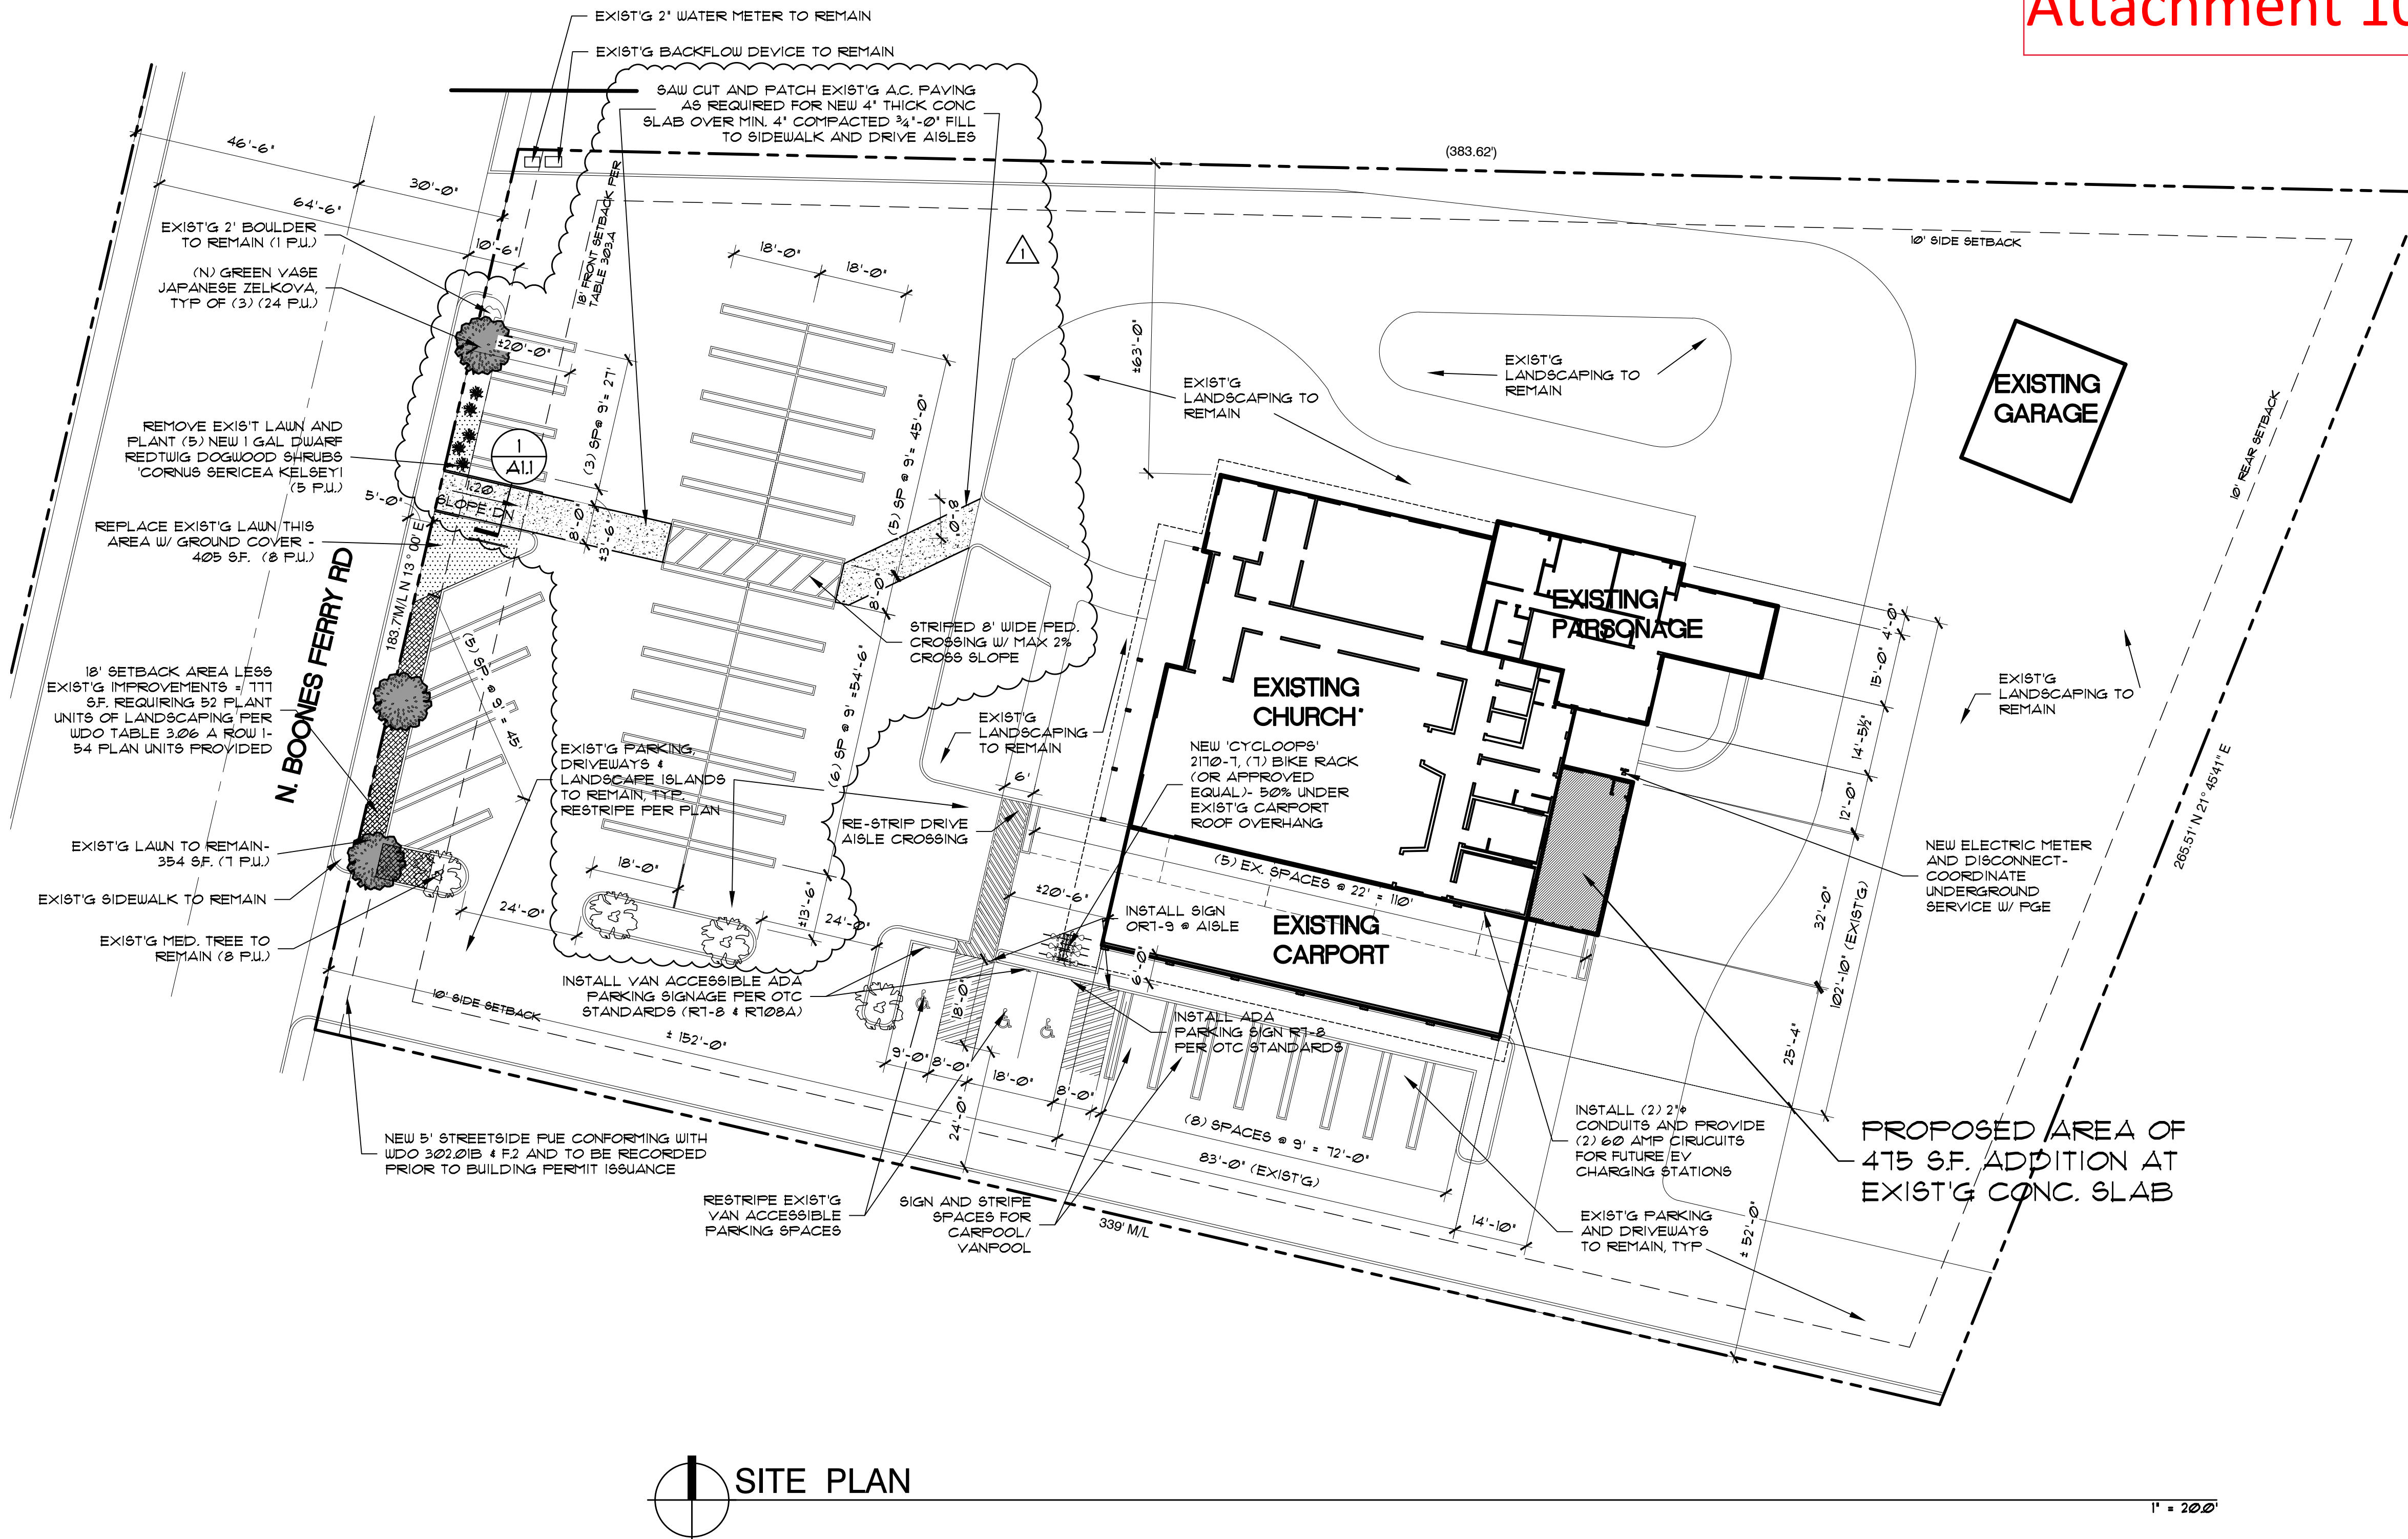 Attachment 10
EXIST'G 2" WATER METER TO REMAIN
EXIST'G BACKFLOW DEVICE TO REMAIN
SAW CUT AND PATCH EXIST'G A.C. PAVING
AS REQUIRED FOR NEW 4" THICK CONC
SLAB OVER MIN. 4" COMPACTED ¾"-0" FILL
TO SIDEWALK AND DRIVE AISLES
(383.62')
46'-6"
30'-0"
64'-6"
10'-6"
18' FRONT SETBACK PER
TABLE 303.A
EXIST'G 2' BOULDER
TO REMAIN (1 P.U.)
(N) GREEN VASE
JAPANESE ZELKOVA,
TYP OF (3) (24 P.U.)
±20'-0"
18'-0"
18'-0"
1
10' SIDE SETBACK
±63'-0"
EXIST'G
LANDSCAPING TO
REMAIN
EXIST'G
LANDSCAPING TO
REMAIN
EXISTING
GARAGE
10' REAR SETBACK
REMOVE EXIS'T LAWN AND
PLANT (5) NEW 1 GAL DWARF
REDTWIG DOGWOOD SHRUBS
'CORNUS SERICEA KELSEYI
(5 P.U.)
1
A1.1
(3) SP @ 9' = 27'
(5) SP @ 9' = 45'-0"
5'-0"
1:20
SLOPE DN
8'-0"
±3'-6"
8'-0"
8'-0"
REPLACE EXIST'G LAWN THIS
AREA W/ GROUND COVER -
405 S.F. (8 P.U.)
183.7'M/L N 13° 00' E
N. BOONES FERRY RD
STRIPED 8' WIDE PED.
CROSSING W/ MAX 2%
CROSS SLOPE
EXISTING
PARSONAGE
4'-0"
15'-0"
14'-5½"
12'-0"
32'-0"
102'-10" (EXIST'G)
25'-4"
± 52'-0"
18' SETBACK AREA LESS
EXIST'G IMPROVEMENTS = 777
S.F. REQUIRING 52 PLANT
UNITS OF LANDSCAPING PER
WDO TABLE 3.06 A ROW 1-
54 PLAN UNITS PROVIDED
(5) SP. @ 9' = 45'
(6) SP @ 9' = 54'-6"
EXISTING
CHURCH
EXIST'G
LANDSCAPING
TO REMAIN
EXIST'G
LANDSCAPING TO
REMAIN
265.51' N 21° 45'41" E
EXIST'G PARKING,
DRIVEWAYS &
LANDSCAPE ISLANDS
TO REMAIN, TYP.
RESTRIPE PER PLAN
NEW 'CYCLOOPS'
2170-7, (7) BIKE RACK
(OR APPROVED
EQUAL)- 50% UNDER
EXIST'G CARPORT
ROOF OVERHANG
6'
RE-STRIP DRIVE
AISLE CROSSING
EXIST'G LAWN TO REMAIN-
354 S.F. (7 P.U.)
EXIST'G SIDEWALK TO REMAIN
EXIST'G MED. TREE TO
REMAIN (8 P.U.)
24'-0"
18'-0"
±13'-6"
24'-0"
±20'-6"
(5) EX. SPACES @ 22' = 110'
INSTALL SIGN
OR7-9 @ AISLE
EXISTING
CARPORT
6'-0"
NEW ELECTRIC METER
AND DISCONNECT-
COORDINATE
UNDERGROUND
SERVICE W/ PGE
INSTALL VAN ACCESSIBLE ADA
PARKING SIGNAGE PER OTC
STANDARDS (R7-8 & R708A)
10' SIDE SETBACK
± 152'-0"
18'-0"
INSTALL ADA
PARKING SIGN R7-8
PER OTC STANDARDS
9'-0"
8'-0"
18'-0"
8'-0"
24'-0"
(8) SPACES @ 9' = 72'-0"
83'-0" (EXIST'G)
14'-10"
339' M/L
NEW 5' STREETSIDE PUE CONFORMING WITH
WDO 302.01B & F.2 AND TO BE RECORDED
PRIOR TO BUILDING PERMIT ISSUANCE
RESTRIPE EXIST'G
VAN ACCESSIBLE
PARKING SPACES
SIGN AND STRIPE
SPACES FOR
CARPOOL/
VANPOOL
INSTALL (2) 2"φ
CONDUITS AND PROVIDE
(2) 60 AMP CIRUCUITS
FOR FUTURE EV
CHARGING STATIONS
EXIST'G PARKING
AND DRIVEWAYS
TO REMAIN, TYP
PROPOSED AREA OF
475 S.F. ADDITION AT
EXIST'G CONC. SLAB
SITE PLAN
1" = 20.0'